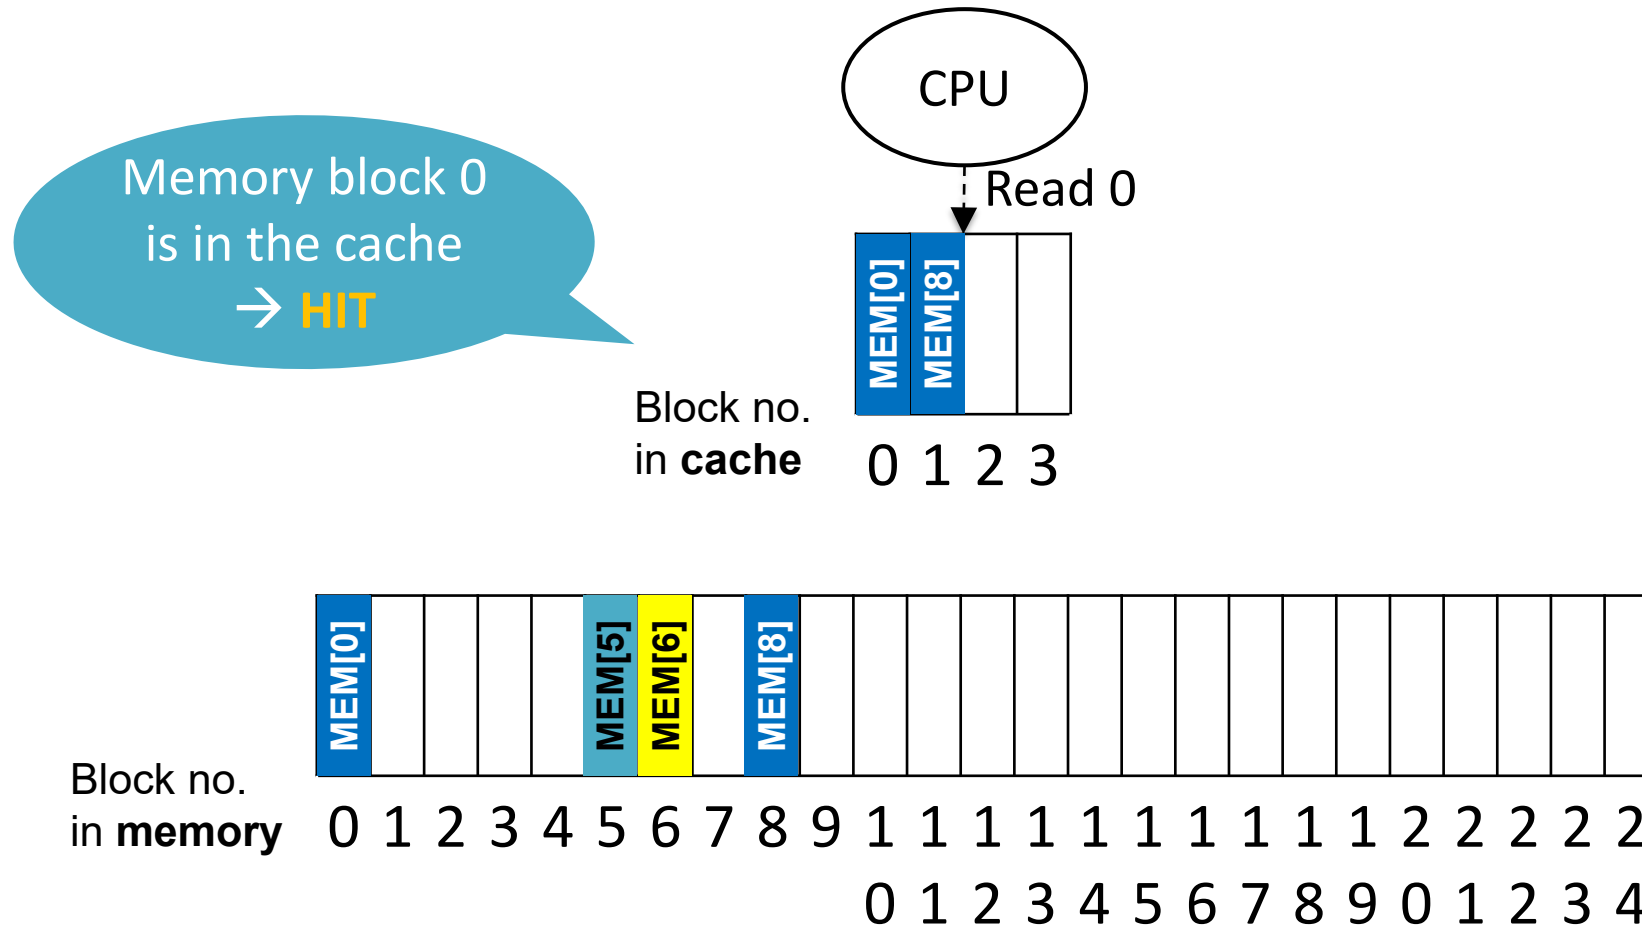 CPU
Read 0
Memory block 0
is in the cache
→ HIT
MEM[0]
MEM[8]
Block no.
in cache
0 1 2 3
MEM[0]
MEM[5]
MEM[6]
MEM[8]
Block no.
in memory
0 1 2 3 4 5 6 7 8 9 1 1 1 1 1 1 1 1 1 1 2 2 2 2 2
0 1 2 3 4 5 6 7 8 9 0 1 2 3 4